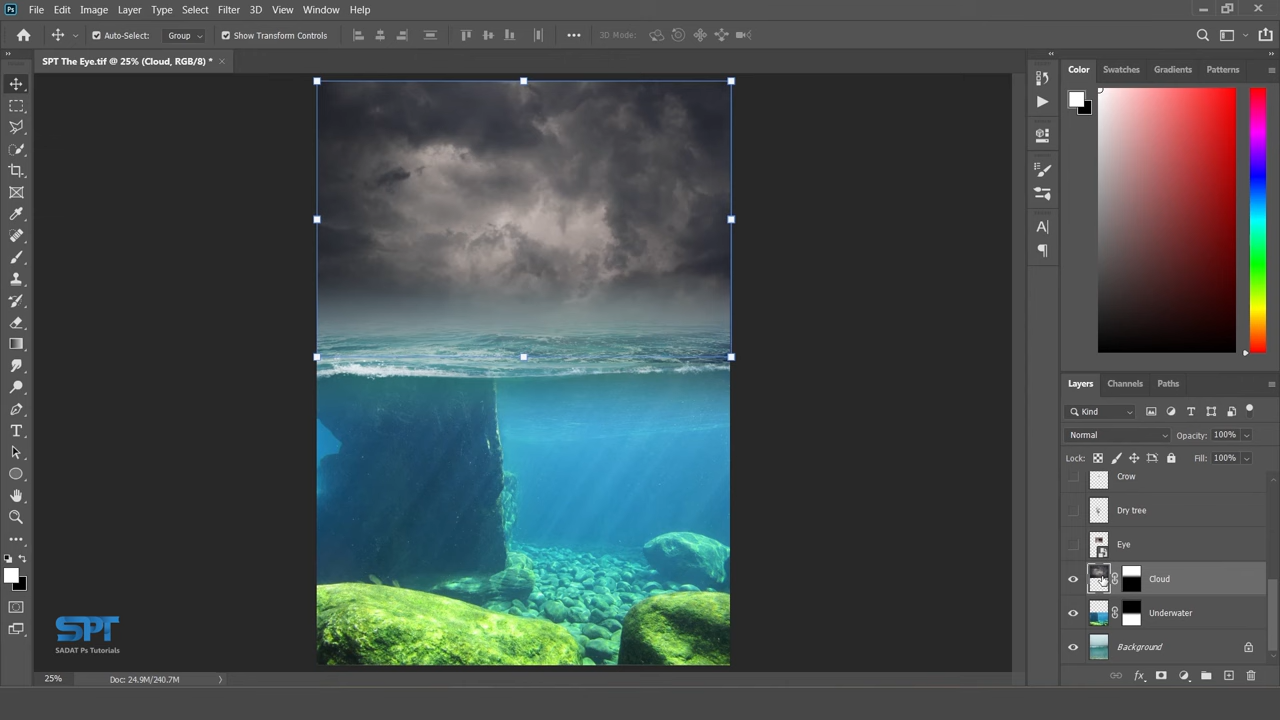 Ps File Edit Image Layer Type Select Filter 3D View Window Help
Auto-Select: Group Show Transform Controls ••• 3D Mode:
SPT The Eye.tif @ 25% (Cloud, RGB/8) * ×
Color Swatches Gradients Patterns
Layers Channels Paths
Kind
Normal Opacity: 100%
Lock: Fill: 100%
Crow
Dry tree
Eye
Cloud
Underwater
Background
SPT
SADAT Ps Tutorials
25% Doc: 24.9M/240.7M